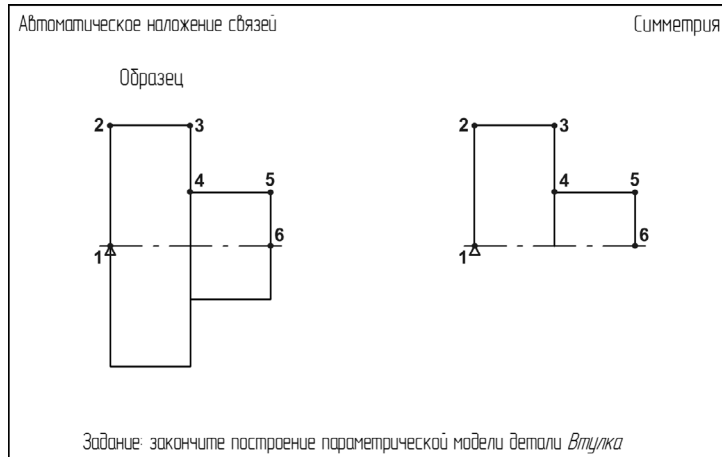 Автоматическое наложение связей
Симметрия
Образец
2 3
4 5
1 6
2 3
4 5
1 6
Задание: закончите построение параметрической модели детали Втулка